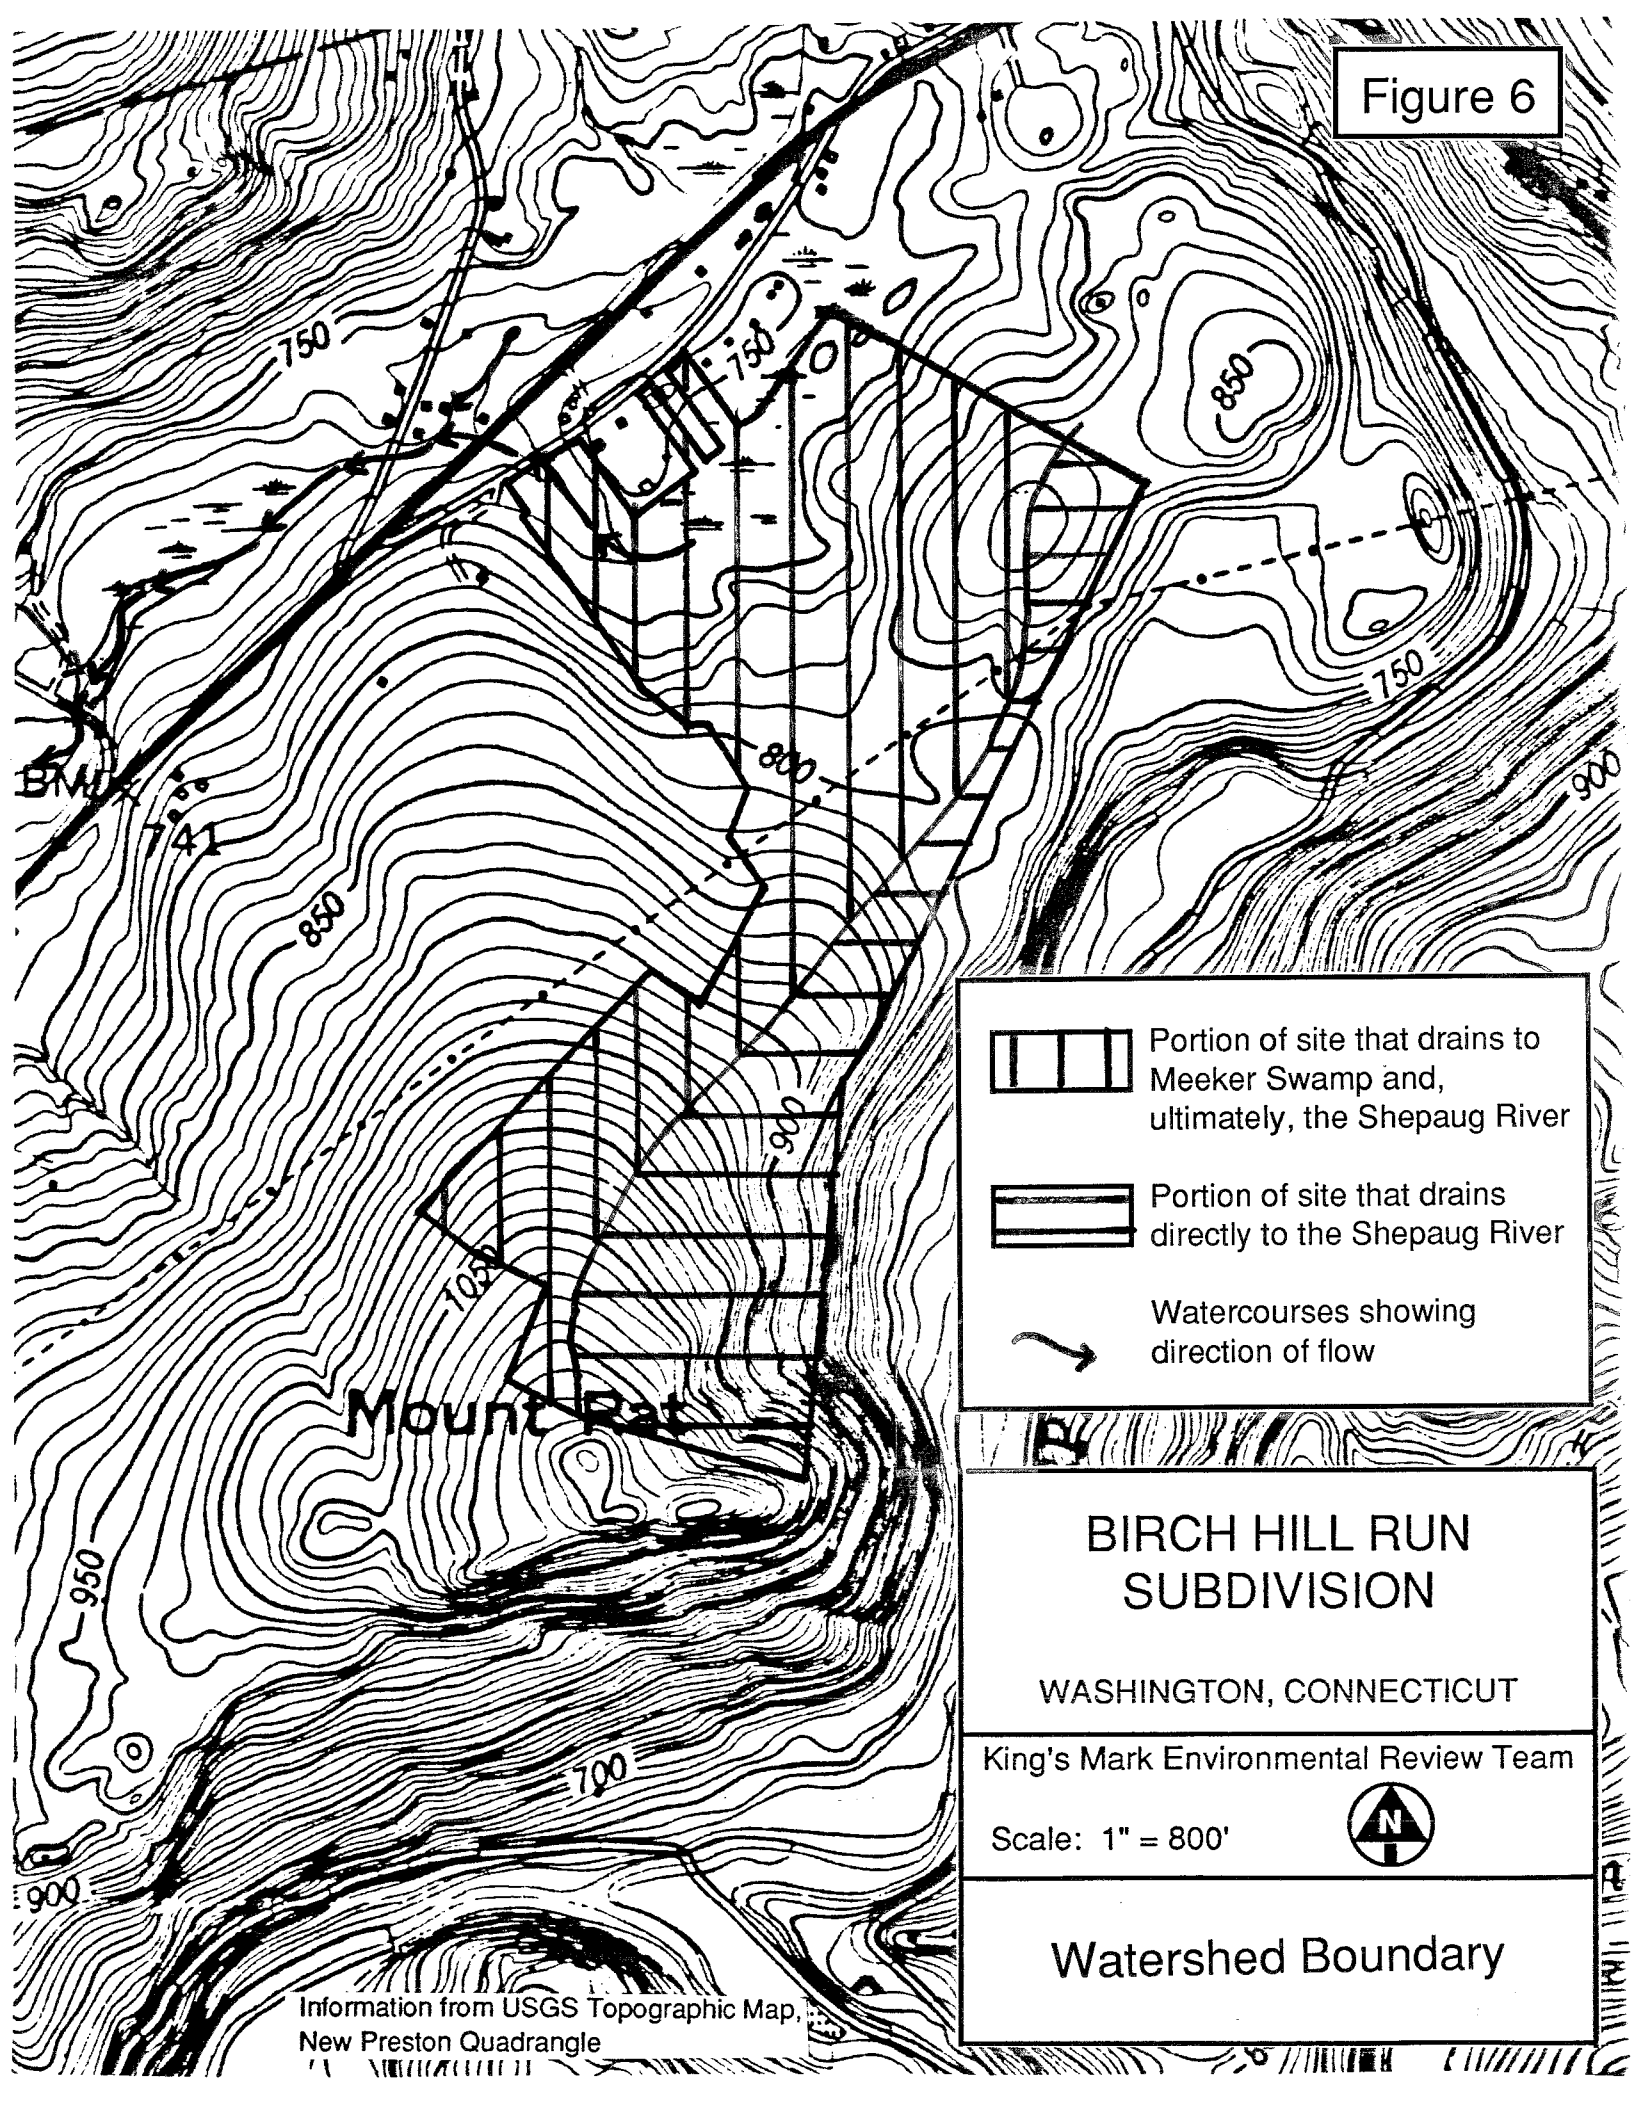 Figure 6
750
750
850
750
800
900
BM
741
850
900
1050
Mount Rat
950
700
900
Portion of site that drains to
Meeker Swamp and,
ultimately, the Shepaug River
Portion of site that drains
directly to the Shepaug River
Watercourses showing
direction of flow
BIRCH HILL RUN
SUBDIVISION
WASHINGTON, CONNECTICUT
King's Mark Environmental Review Team
Scale: 1" = 800'
N
Watershed Boundary
Information from USGS Topographic Map,
New Preston Quadrangle